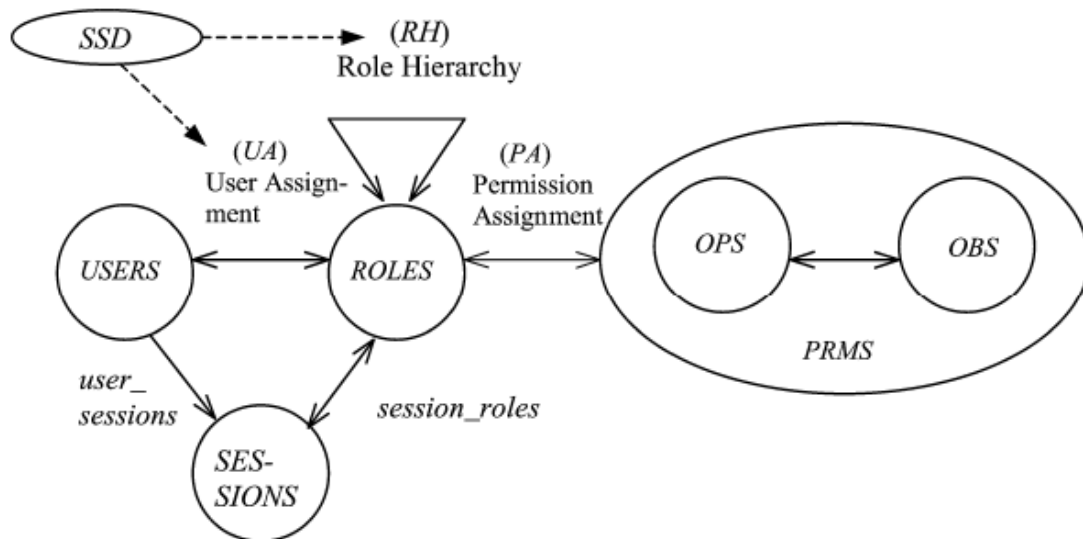 SSD
(RH)
Role Hierarchy
(UA)
User Assign-
ment
(PA)
Permission
Assignment
USERS
ROLES
OPS
OBS
PRMS
user_
sessions
session_roles
SES-
SIONS